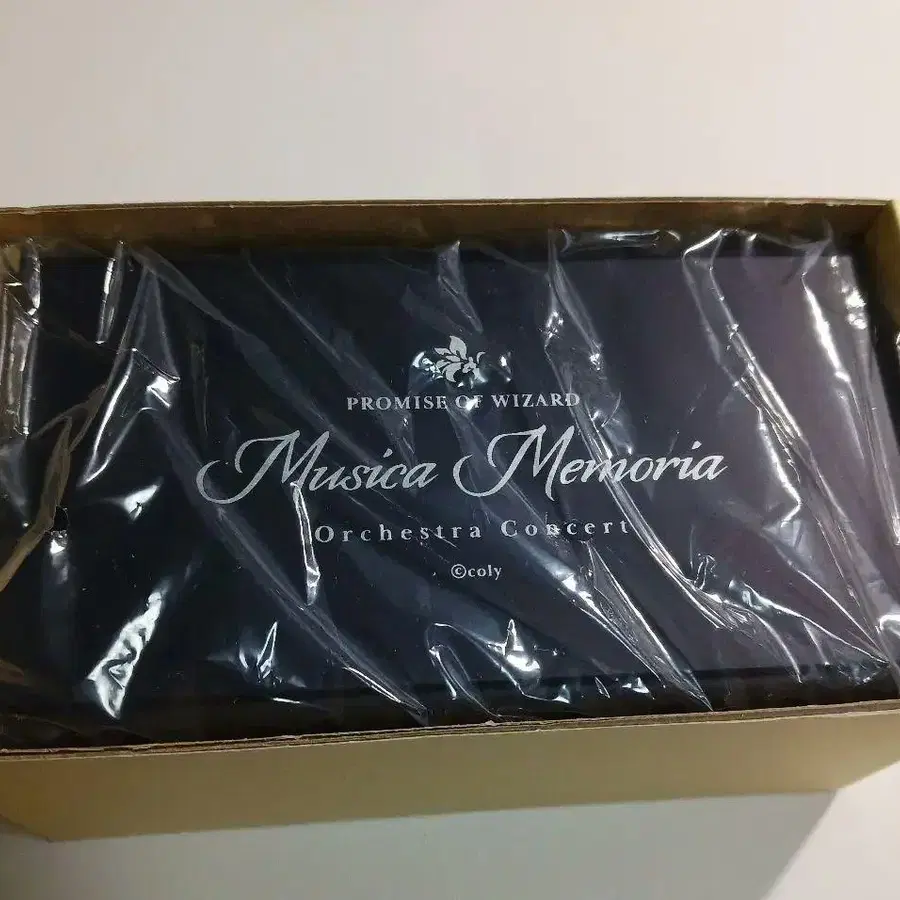 PROMISE OF WIZARD
Musica Memoria
Orchestra Concert
©coly